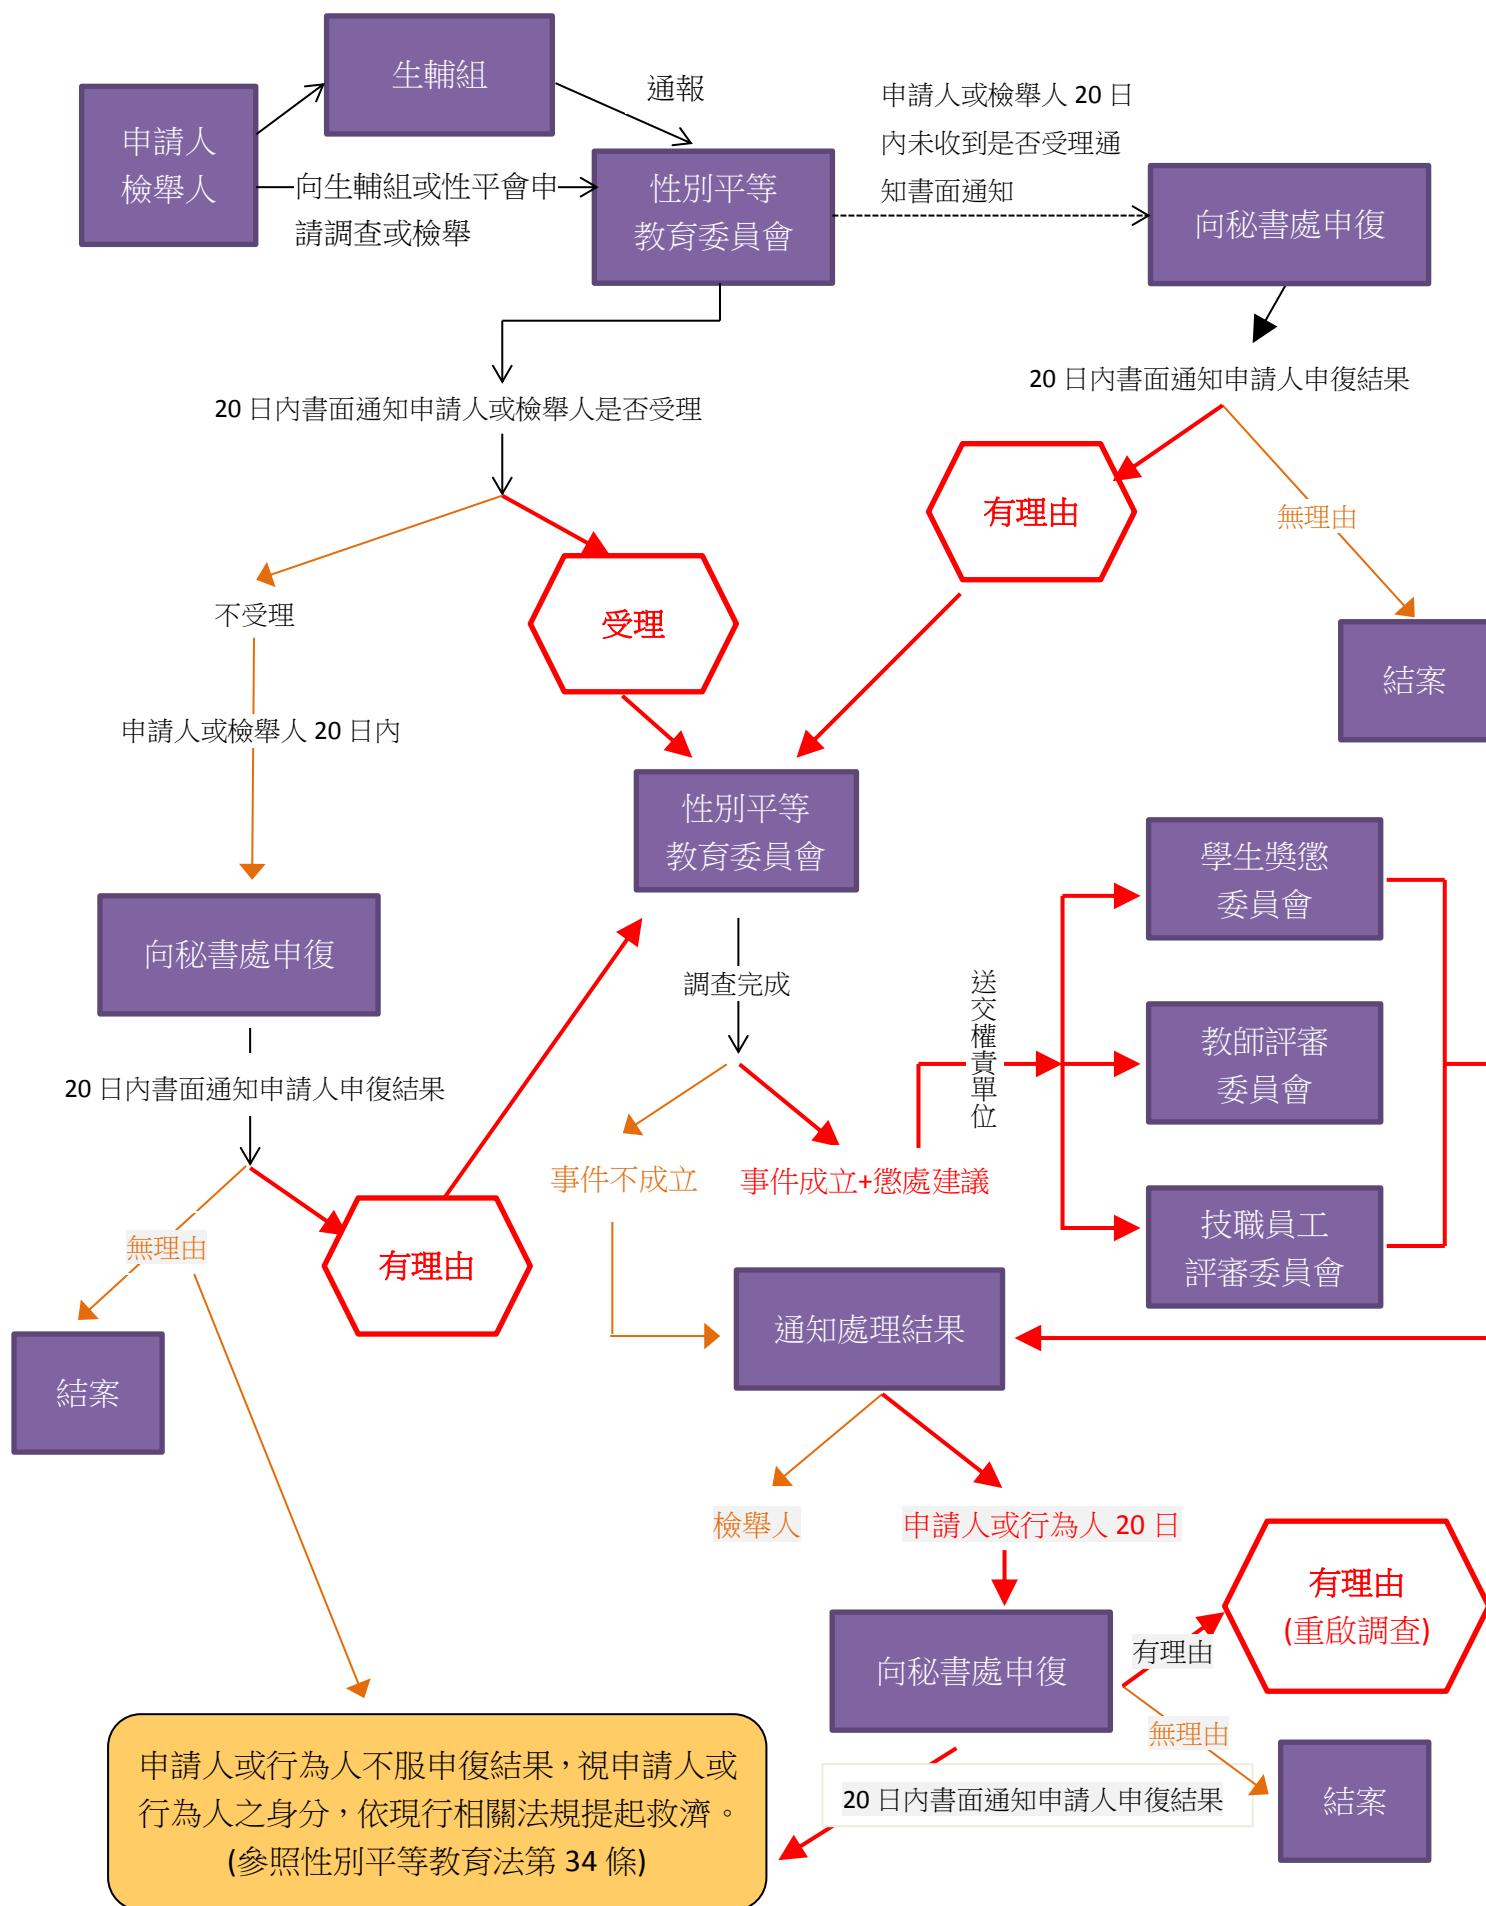 生輔組
通報
申請人
檢舉人
向生輔組或性平會申
請調查或檢舉
性別平等
教育委員會
申請人或檢舉人 20 日
內未收到是否受理通
知書面通知
向秘書處申復
20 日內書面通知申請人或檢舉人是否受理
20 日內書面通知申請人申復結果
有理由
無理由
結案
不受理
受理
申請人或檢舉人 20 日內
性別平等
教育委員會
向秘書處申復
調查完成
送交權責單位
學生獎懲
委員會
教師評審
委員會
技職員工
評審委員會
20 日內書面通知申請人申復結果
事件不成立
事件成立+懲處建議
無理由
有理由
結案
通知處理結果
檢舉人
申請人或行為人 20 日
向秘書處申復
有理由
有理由
(重啟調查)
無理由
結案
20 日內書面通知申請人申復結果
申請人或行為人不服申復結果，視申請人或
行為人之身分，依現行相關法規提起救濟。
(參照性別平等教育法第 34 條)